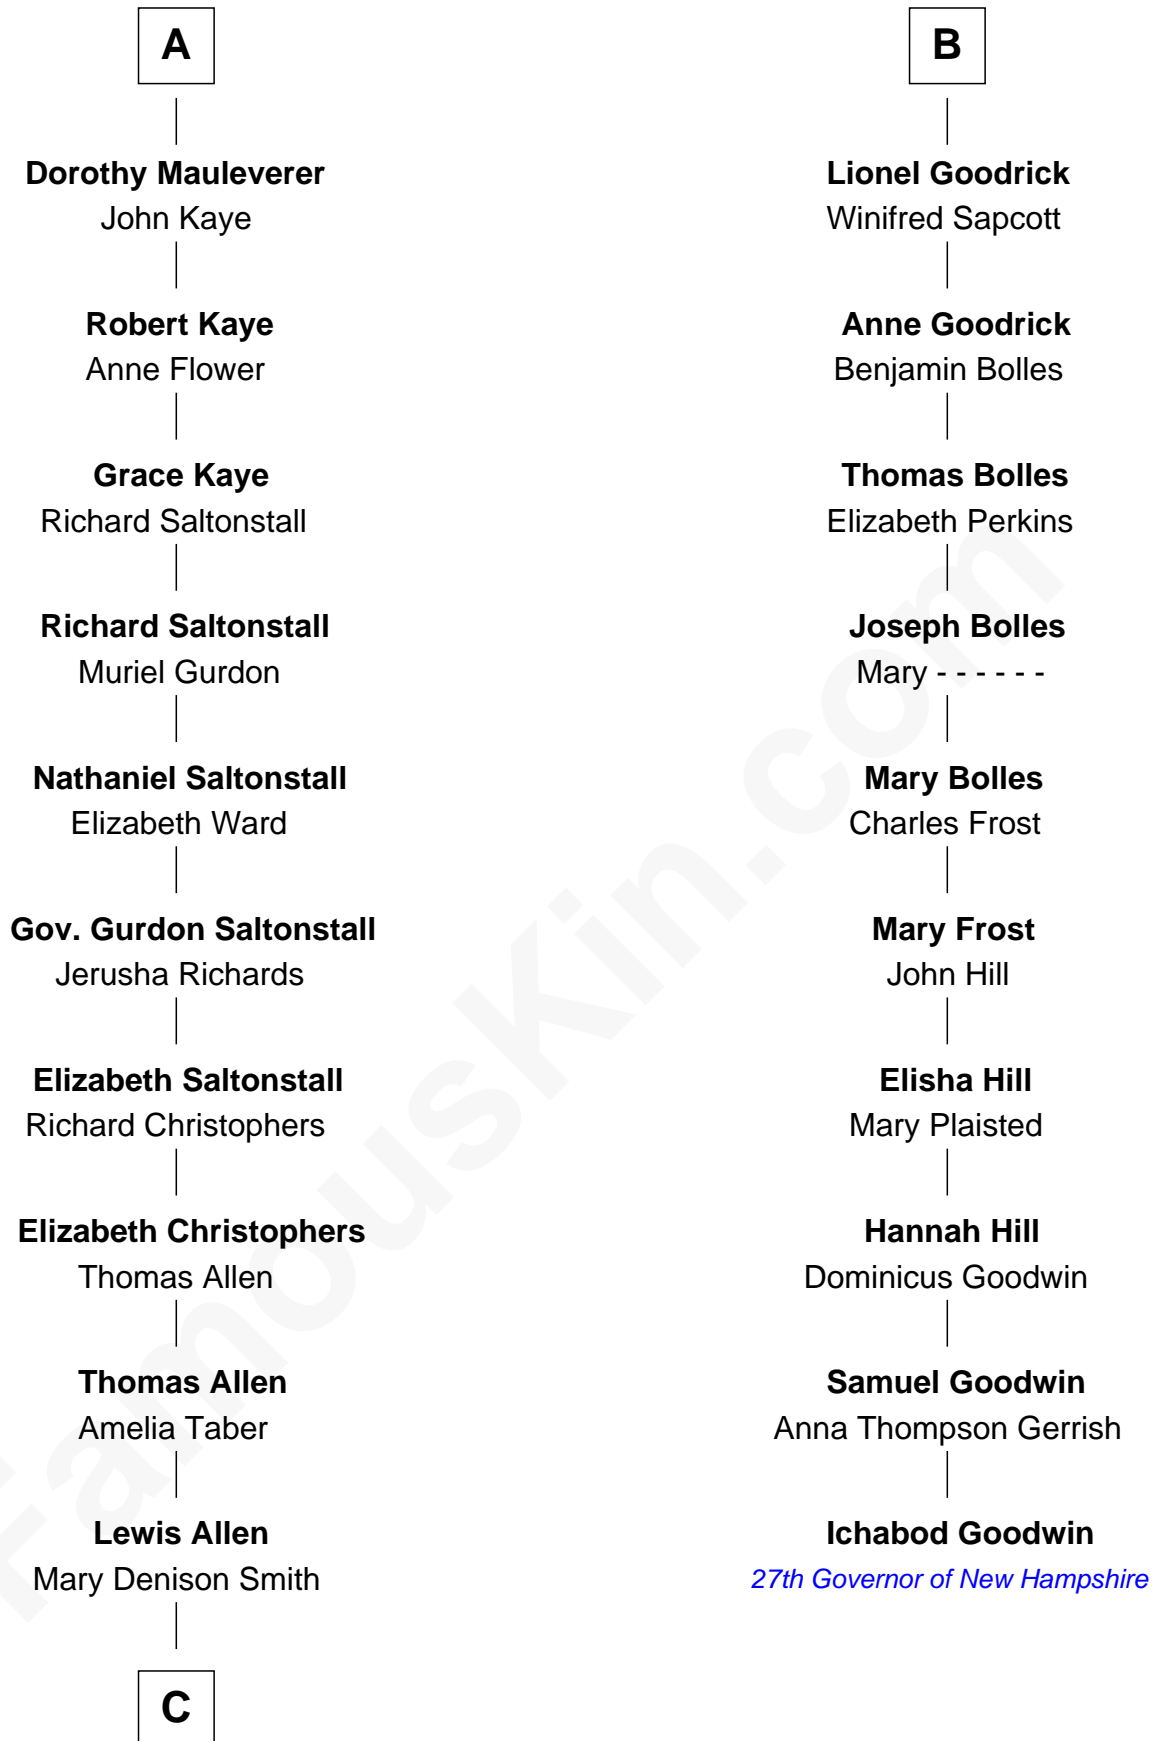 A
Dorothy Mauleverer
John Kaye
Robert Kaye
Anne Flower
Grace Kaye
Richard Saltonstall
Richard Saltonstall
Muriel Gurdon
Nathaniel Saltonstall
Elizabeth Ward
Gov. Gurdon Saltonstall
Jerusha Richards
Elizabeth Saltonstall
Richard Christophers
Elizabeth Christophers
Thomas Allen
Thomas Allen
Amelia Taber
Lewis Allen
Mary Denison Smith
C
B
Lionel Goodrick
Winifred Sapcott
Anne Goodrick
Benjamin Bolles
Thomas Bolles
Elizabeth Perkins
Joseph Bolles
Mary - - - - - -
Mary Bolles
Charles Frost
Mary Frost
John Hill
Elisha Hill
Mary Plaisted
Hannah Hill
Dominicus Goodwin
Samuel Goodwin
Anna Thompson Gerrish
Ichabod Goodwin
27th Governor of New Hampshire
FamousKin.com